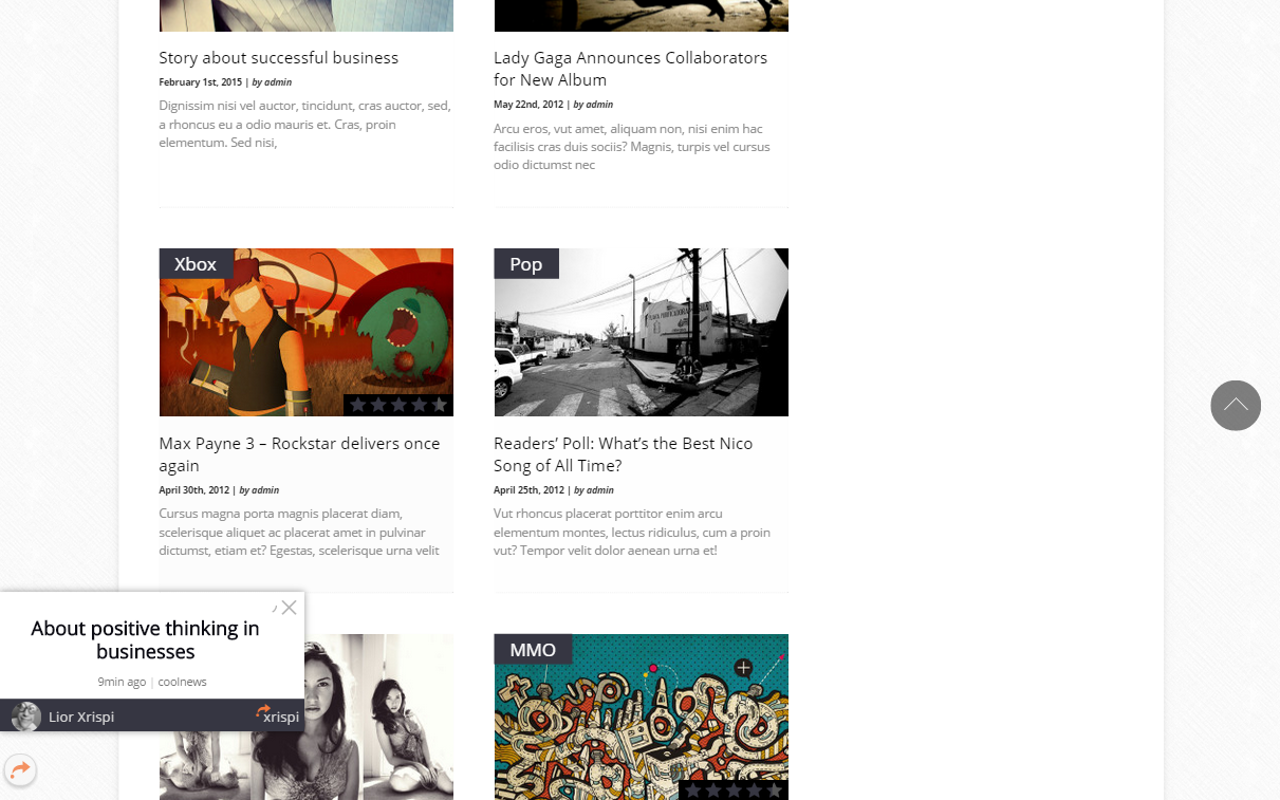 Story about successful business
February 1st, 2015 | by admin
Dignissim nisi vel auctor, tincidunt, cras auctor, sed,
a rhoncus eu a odio mauris et. Cras, proin
elementum. Sed nisi,
Lady Gaga Announces Collaborators
for New Album
May 22nd, 2012 | by admin
Arcu eros, vut amet, aliquam non, nisi enim hac
facilisis cras duis sociis? Magnis, turpis vel cursus
odio dictumst nec
Xbox
Max Payne 3 – Rockstar delivers once
again
April 30th, 2012 | by admin
Cursus magna porta magnis placerat diam,
scelerisque aliquet ac placerat amet in pulvinar
dictumst, etiam et? Egestas, scelerisque urna velit
Pop
Readers’ Poll: What’s the Best Nico
Song of All Time?
April 25th, 2012 | by admin
Vut rhoncus placerat porttitor enim arcu
elementum montes, lectus ridiculus, cum a proin
vut? Tempor velit dolor aenean urna et!
MMO
About positive thinking in
businesses
9min ago | coolnews
Lior Xrispi
xrispi